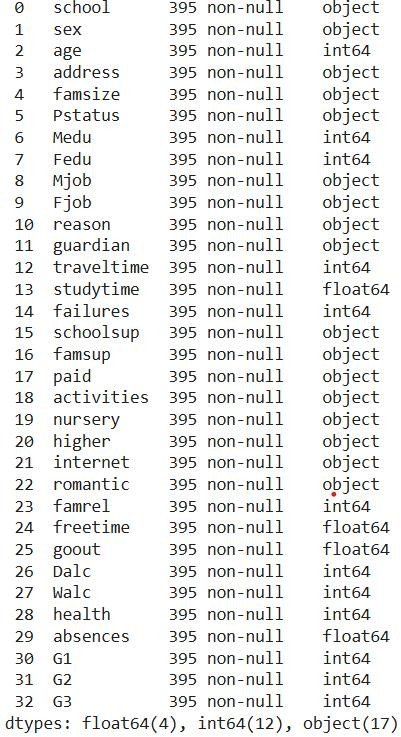 0 school 395 non-null object
1 sex 395 non-null object
2 age 395 non-null int64
3 address 395 non-null object
4 famsize 395 non-null object
5 Pstatus 395 non-null object
6 Medu 395 non-null int64
7 Fedu 395 non-null int64
8 Mjob 395 non-null object
9 Fjob 395 non-null object
10 reason 395 non-null object
11 guardian 395 non-null object
12 traveltime 395 non-null int64
13 studytime 395 non-null float64
14 failures 395 non-null int64
15 schoolsup 395 non-null object
16 famsup 395 non-null object
17 paid 395 non-null object
18 activities 395 non-null object
19 nursery 395 non-null object
20 higher 395 non-null object
21 internet 395 non-null object
22 romantic 395 non-null object
23 famrel 395 non-null int64
24 freetime 395 non-null float64
25 goout 395 non-null float64
26 Dalc 395 non-null int64
27 Walc 395 non-null int64
28 health 395 non-null int64
29 absences 395 non-null float64
30 G1 395 non-null int64
31 G2 395 non-null int64
32 G3 395 non-null int64
dtypes: float64(4), int64(12), object(17)